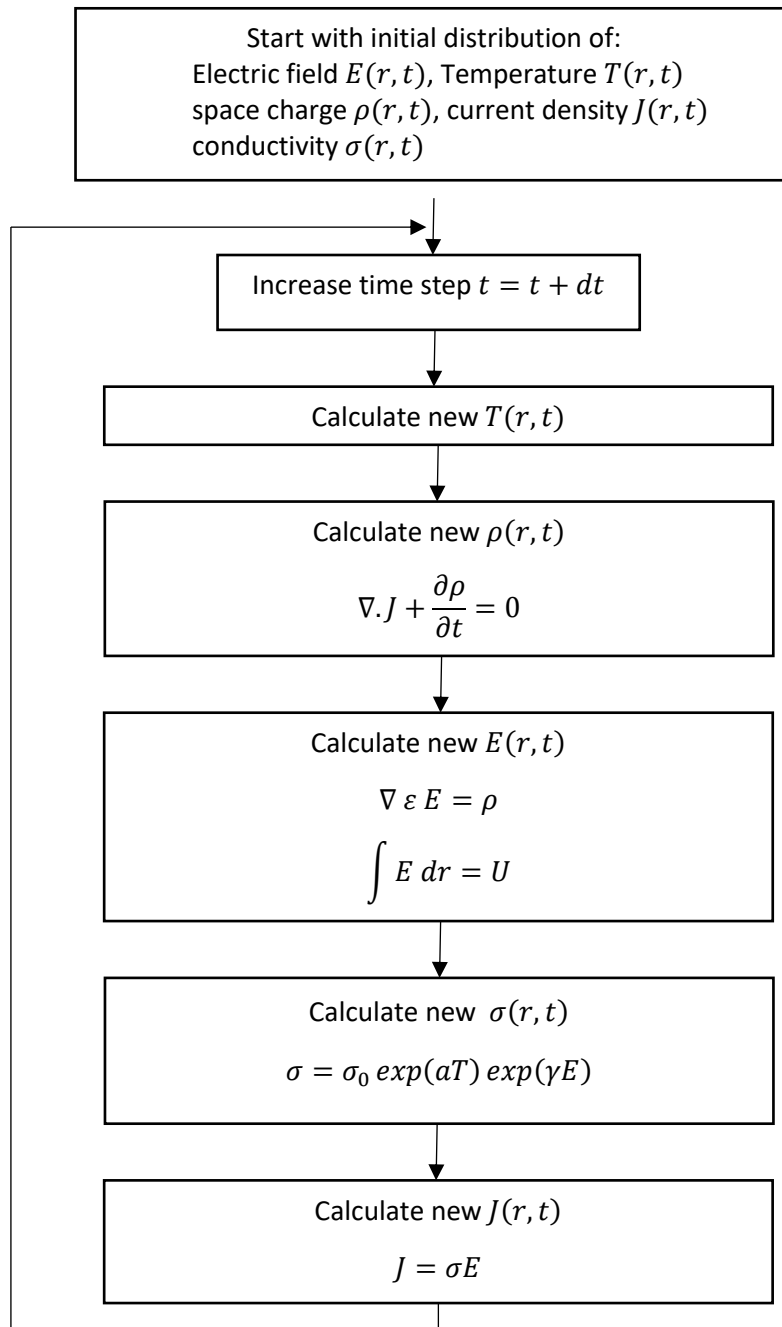 Start with initial distribution of:
Electric field E(r, t), Temperature T(r, t)
space charge ρ(r, t), current density J(r, t)
conductivity σ(r, t)
Increase time step t = t + dt
Calculate new T(r, t)
Calculate new ρ(r, t)
∇. J + ∂ρ/∂t = 0
Calculate new E(r, t)
∇ ε E = ρ
∫ E dr = U
Calculate new σ(r, t)
σ = σ₀ exp(aT) exp(γE)
Calculate new J(r, t)
J = σE